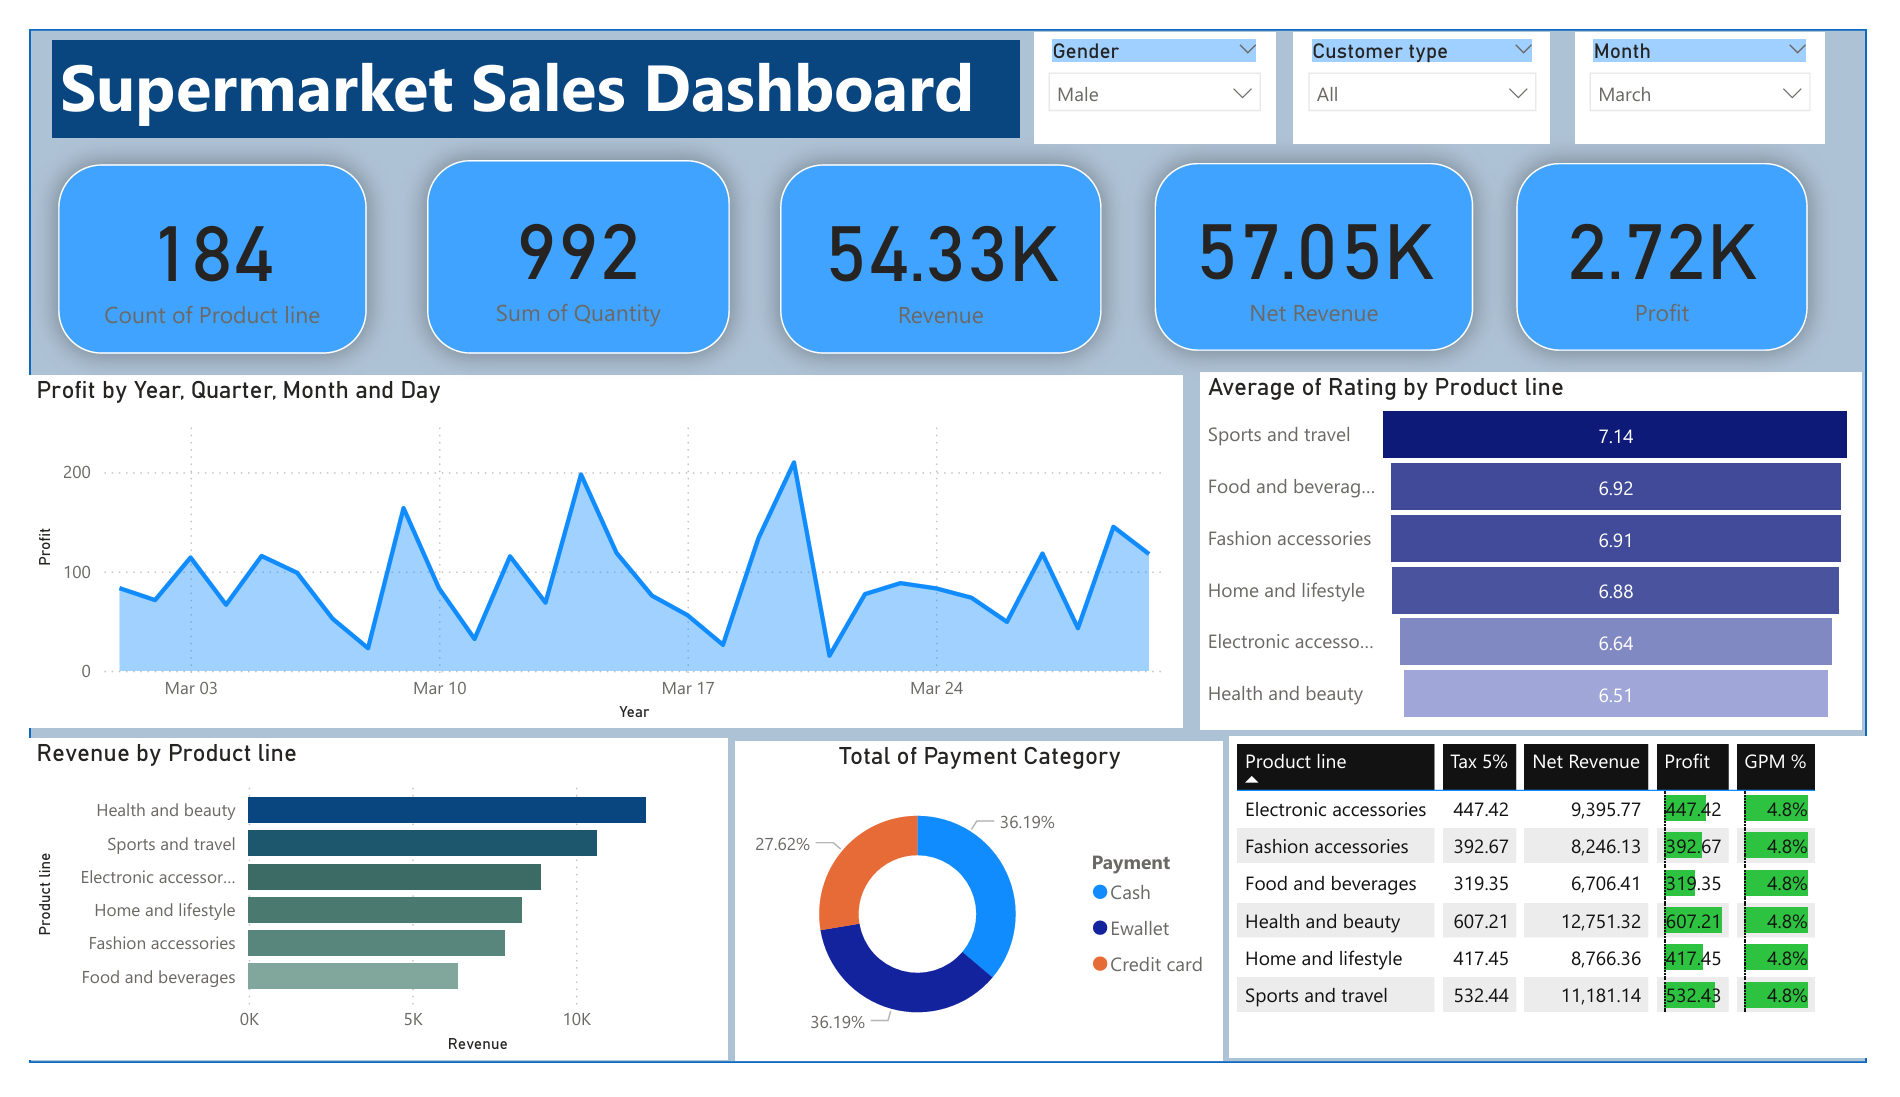 Supermarket Sales Dashboard
Gender
Male
Customer type
All
Month
March
184
Count of Product line
992
Sum of Quantity
54.33K
Revenue
57.05K
Net Revenue
2.72K
Profit
Profit by Year, Quarter, Month and Day
Profit
200
100
0
Mar 03 Mar 10 Mar 17 Mar 24
Year
Average of Rating by Product line
Sports and travel 7.14
Food and beverag... 6.92
Fashion accessories 6.91
Home and lifestyle 6.88
Electronic accesso... 6.64
Health and beauty 6.51
Revenue by Product line
Product line
Health and beauty
Sports and travel
Electronic accessor...
Home and lifestyle
Fashion accessories
Food and beverages
0K 5K 10K
Revenue
Total of Payment Category
36.19%
27.62%
36.19%
Payment
Cash
Ewallet
Credit card
Product line Tax 5% Net Revenue Profit GPM %
Electronic accessories 447.42 9,395.77 447.42 4.8%
Fashion accessories 392.67 8,246.13 392.67 4.8%
Food and beverages 319.35 6,706.41 319.35 4.8%
Health and beauty 607.21 12,751.32 607.21 4.8%
Home and lifestyle 417.45 8,766.36 417.45 4.8%
Sports and travel 532.44 11,181.14 532.43 4.8%